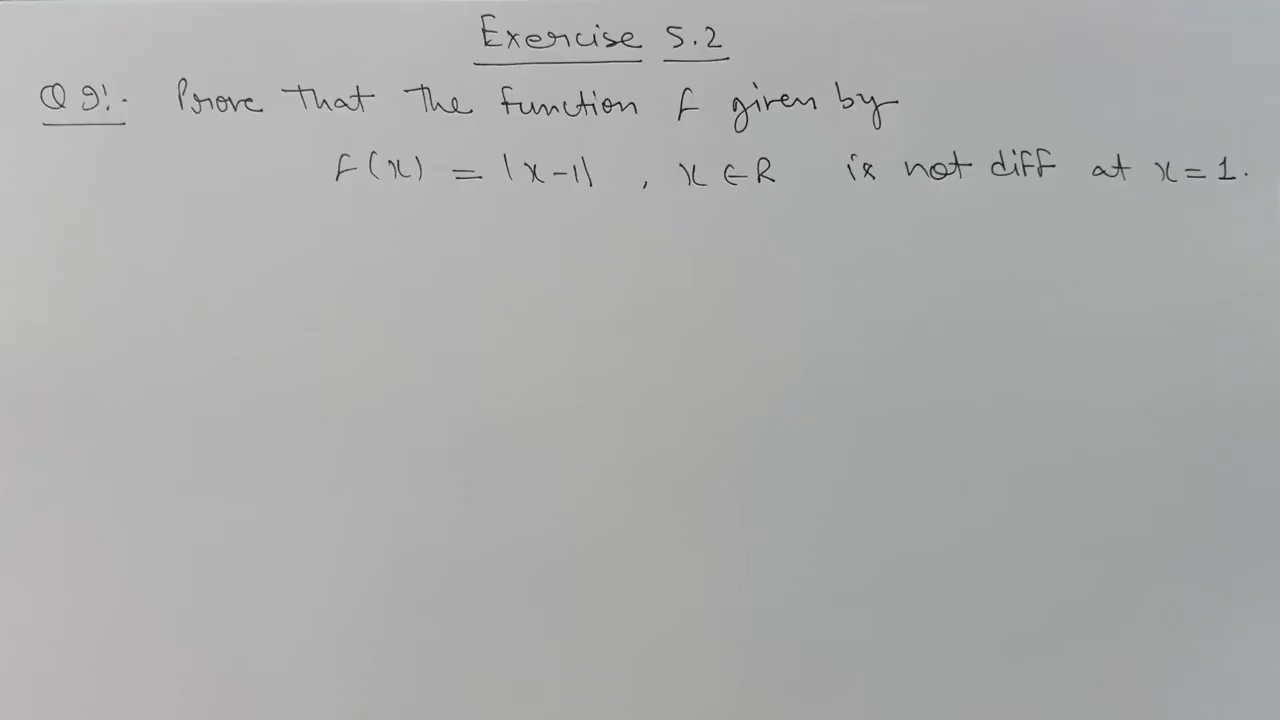 Exercise 5.2
Q 9:. Prove that the function f given by
f(x) = |x-1| , x ∈ R is not diff at x = 1.